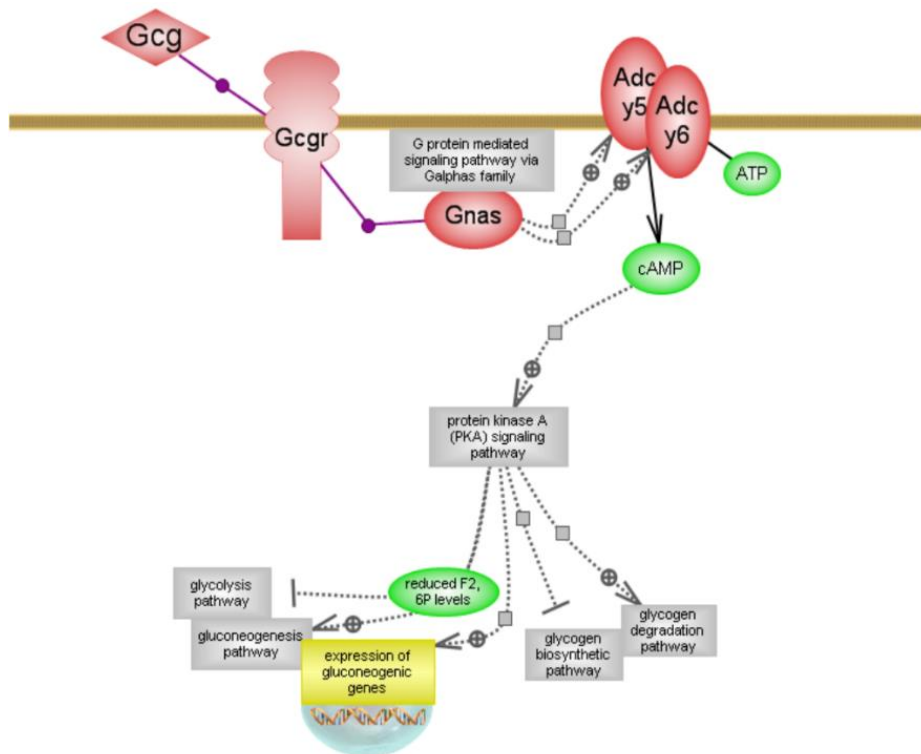 Gcg
Gcgr
G protein mediated
signaling pathway via
Galphas family
Gnas
Adc
y5
Adc
y6
ATP
cAMP
protein kinase A
(PKA) signaling
pathway
reduced F2,
6P levels
glycolysis
pathway
gluconeogenesis
pathway
expression of
gluconeogenic
genes
glycogen
biosynthetic
pathway
glycogen
degradation
pathway